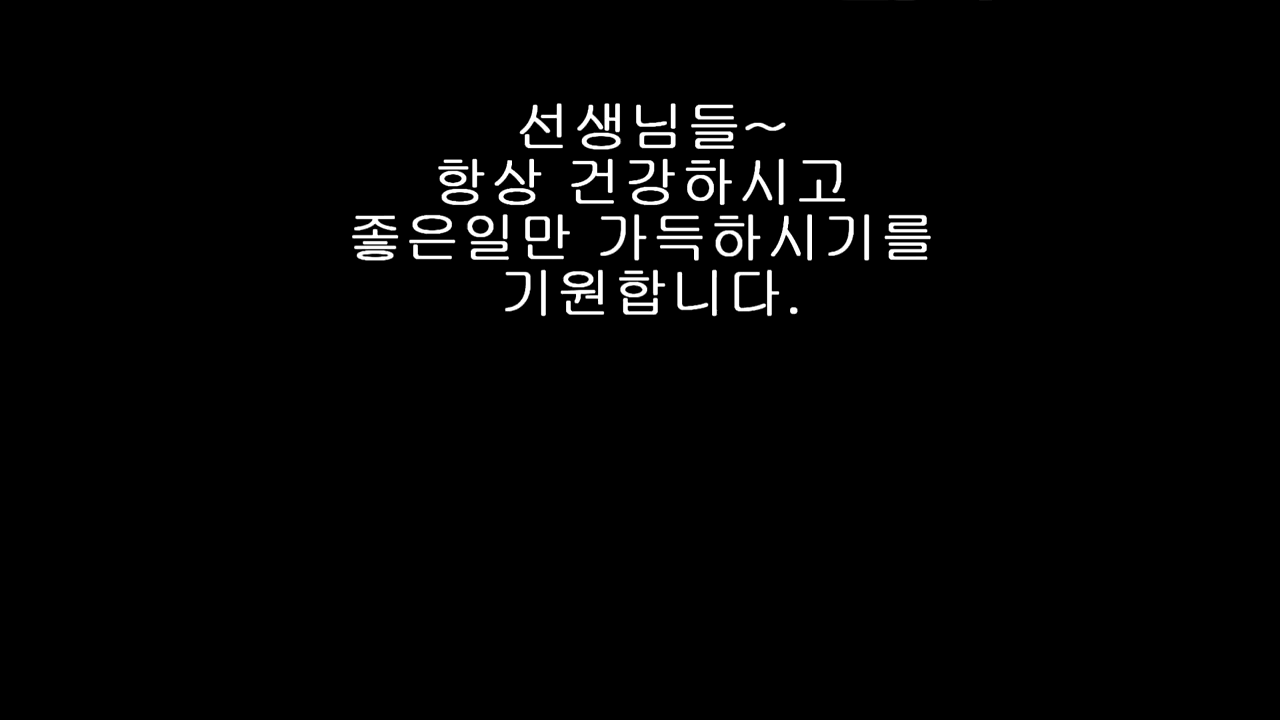 선생님들~
항상 건강하시고
좋은일만 가득하시기를
기원합니다.